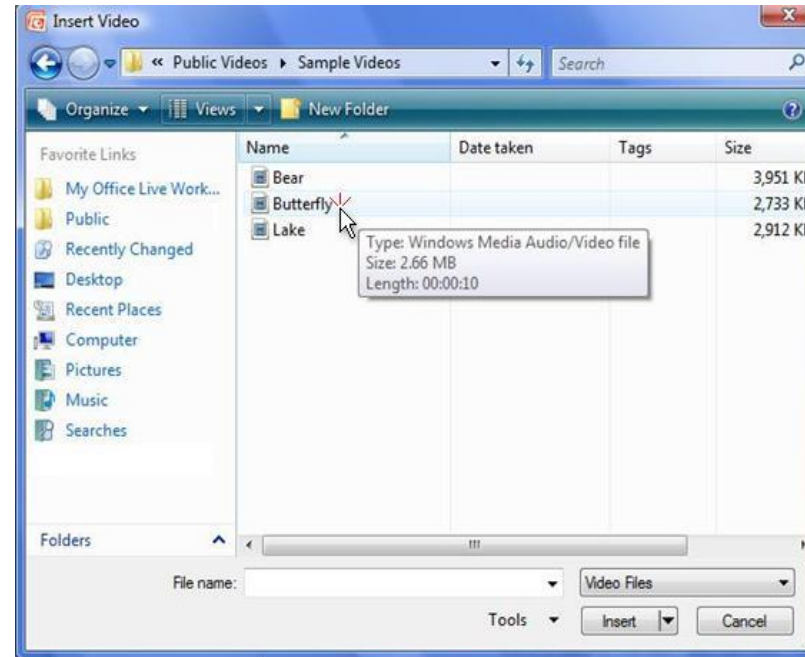 Insert Video
« Public Videos Sample Videos
Search
Organize Views New Folder
Favorite Links
My Office Live Work...
Public
Recently Changed
Desktop
Recent Places
Computer
Pictures
Music
Searches
Folders
Name Date taken Tags Size
Bear 3,951 K
Butterfly 2,733 K
Lake 2,912 K
Type: Windows Media Audio/Video file
Size: 2.66 MB
Length: 00:00:10
File name:
Video Files
Tools Insert Cancel